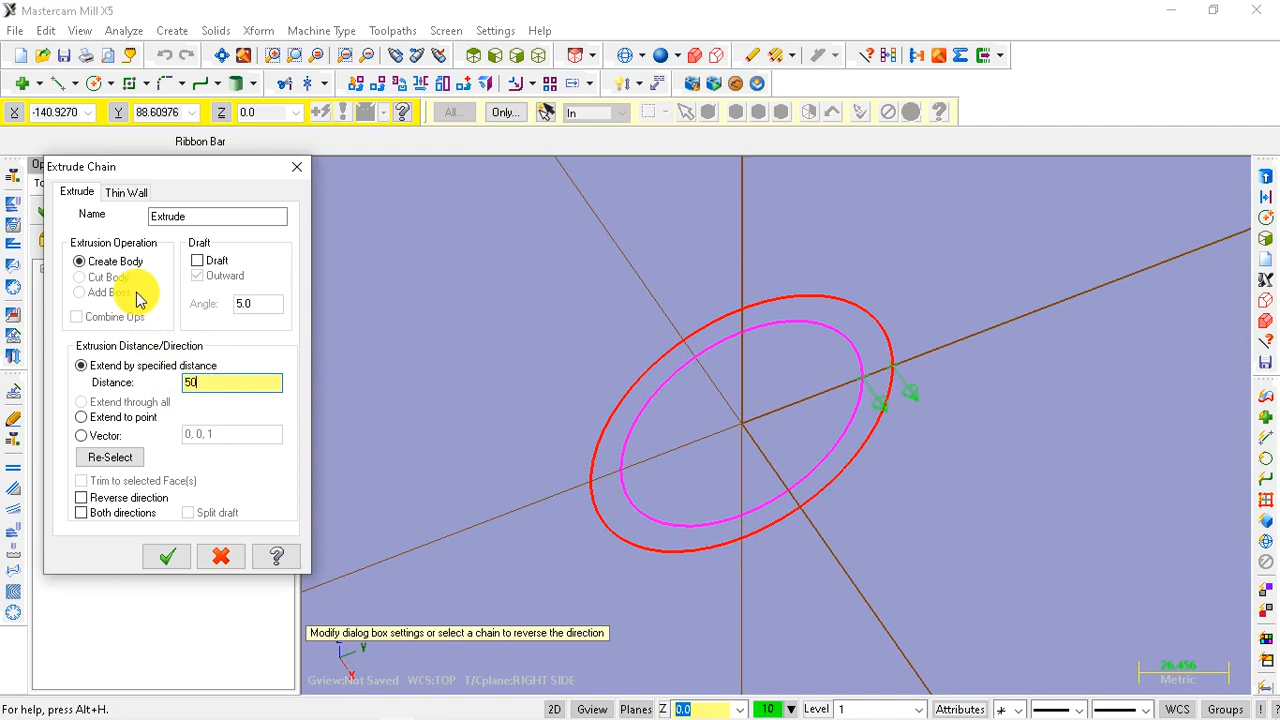 Mastercam Mill X5
File Edit View Analyze Create Solids Xform Machine Type Toolpaths Screen Settings Help
X -140.9270 Y 88.60976 Z 0.0 All... Only... In
Ribbon Bar
Extrude Chain
Extrude Thin Wall
Name Extrude
Extrusion Operation
Create Body
Cut Body
Combine Ops
Draft
Draft
Outward
Angle: 5.0
Extrusion Distance/Direction
Extend by specified distance
Distance: 50
Extend through all
Extend to point
Vector: 0, 0, 1
Re-Select
Trim to selected Face(s)
Reverse direction
Both directions Split draft
Modify dialog box settings or select a chain to reverse the direction
Y
X
Gview:Not Saved WCS:TOP T/Cplane:RIGHT SIDE
26.456
Metric
For help, press Alt+H.
2D Gview Planes Z 0.0 10 Level 1 Attributes WCS Groups ?